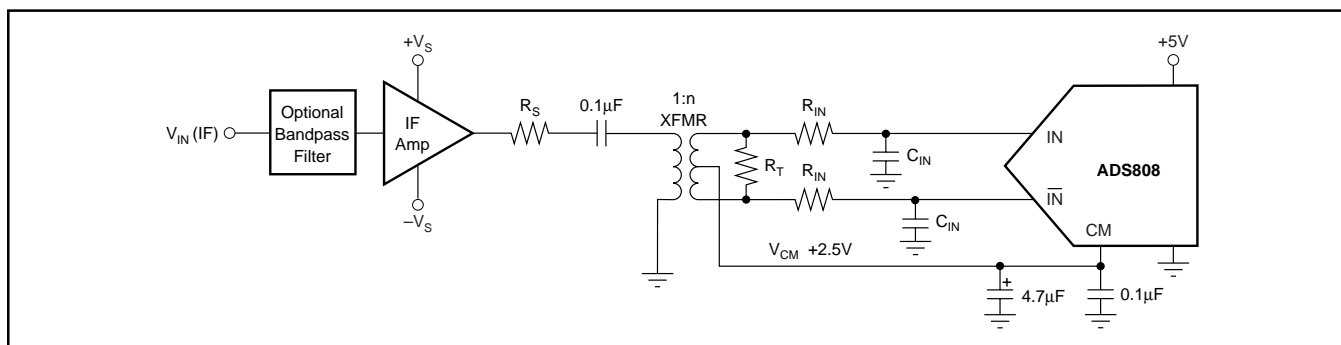 +V_S
Optional
Bandpass
Filter
V_IN (IF)
IF
Amp
–V_S
R_S
0.1μF
1:n
XFMR
R_T
R_IN
R_IN
C_IN
C_IN
V_CM +2.5V
+
4.7μF
0.1μF
+5V
IN
I̅N̅
ADS808
CM